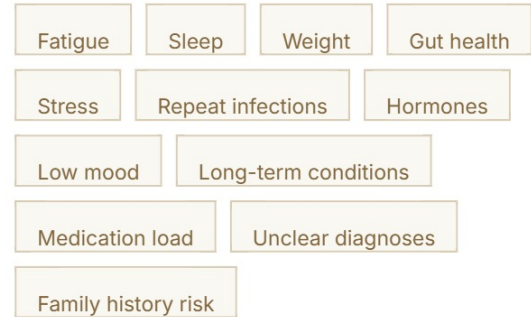 Fatigue Sleep Weight Gut health
Stress Repeat infections Hormones
Low mood Long-term conditions
Medication load Unclear diagnoses
Family history risk